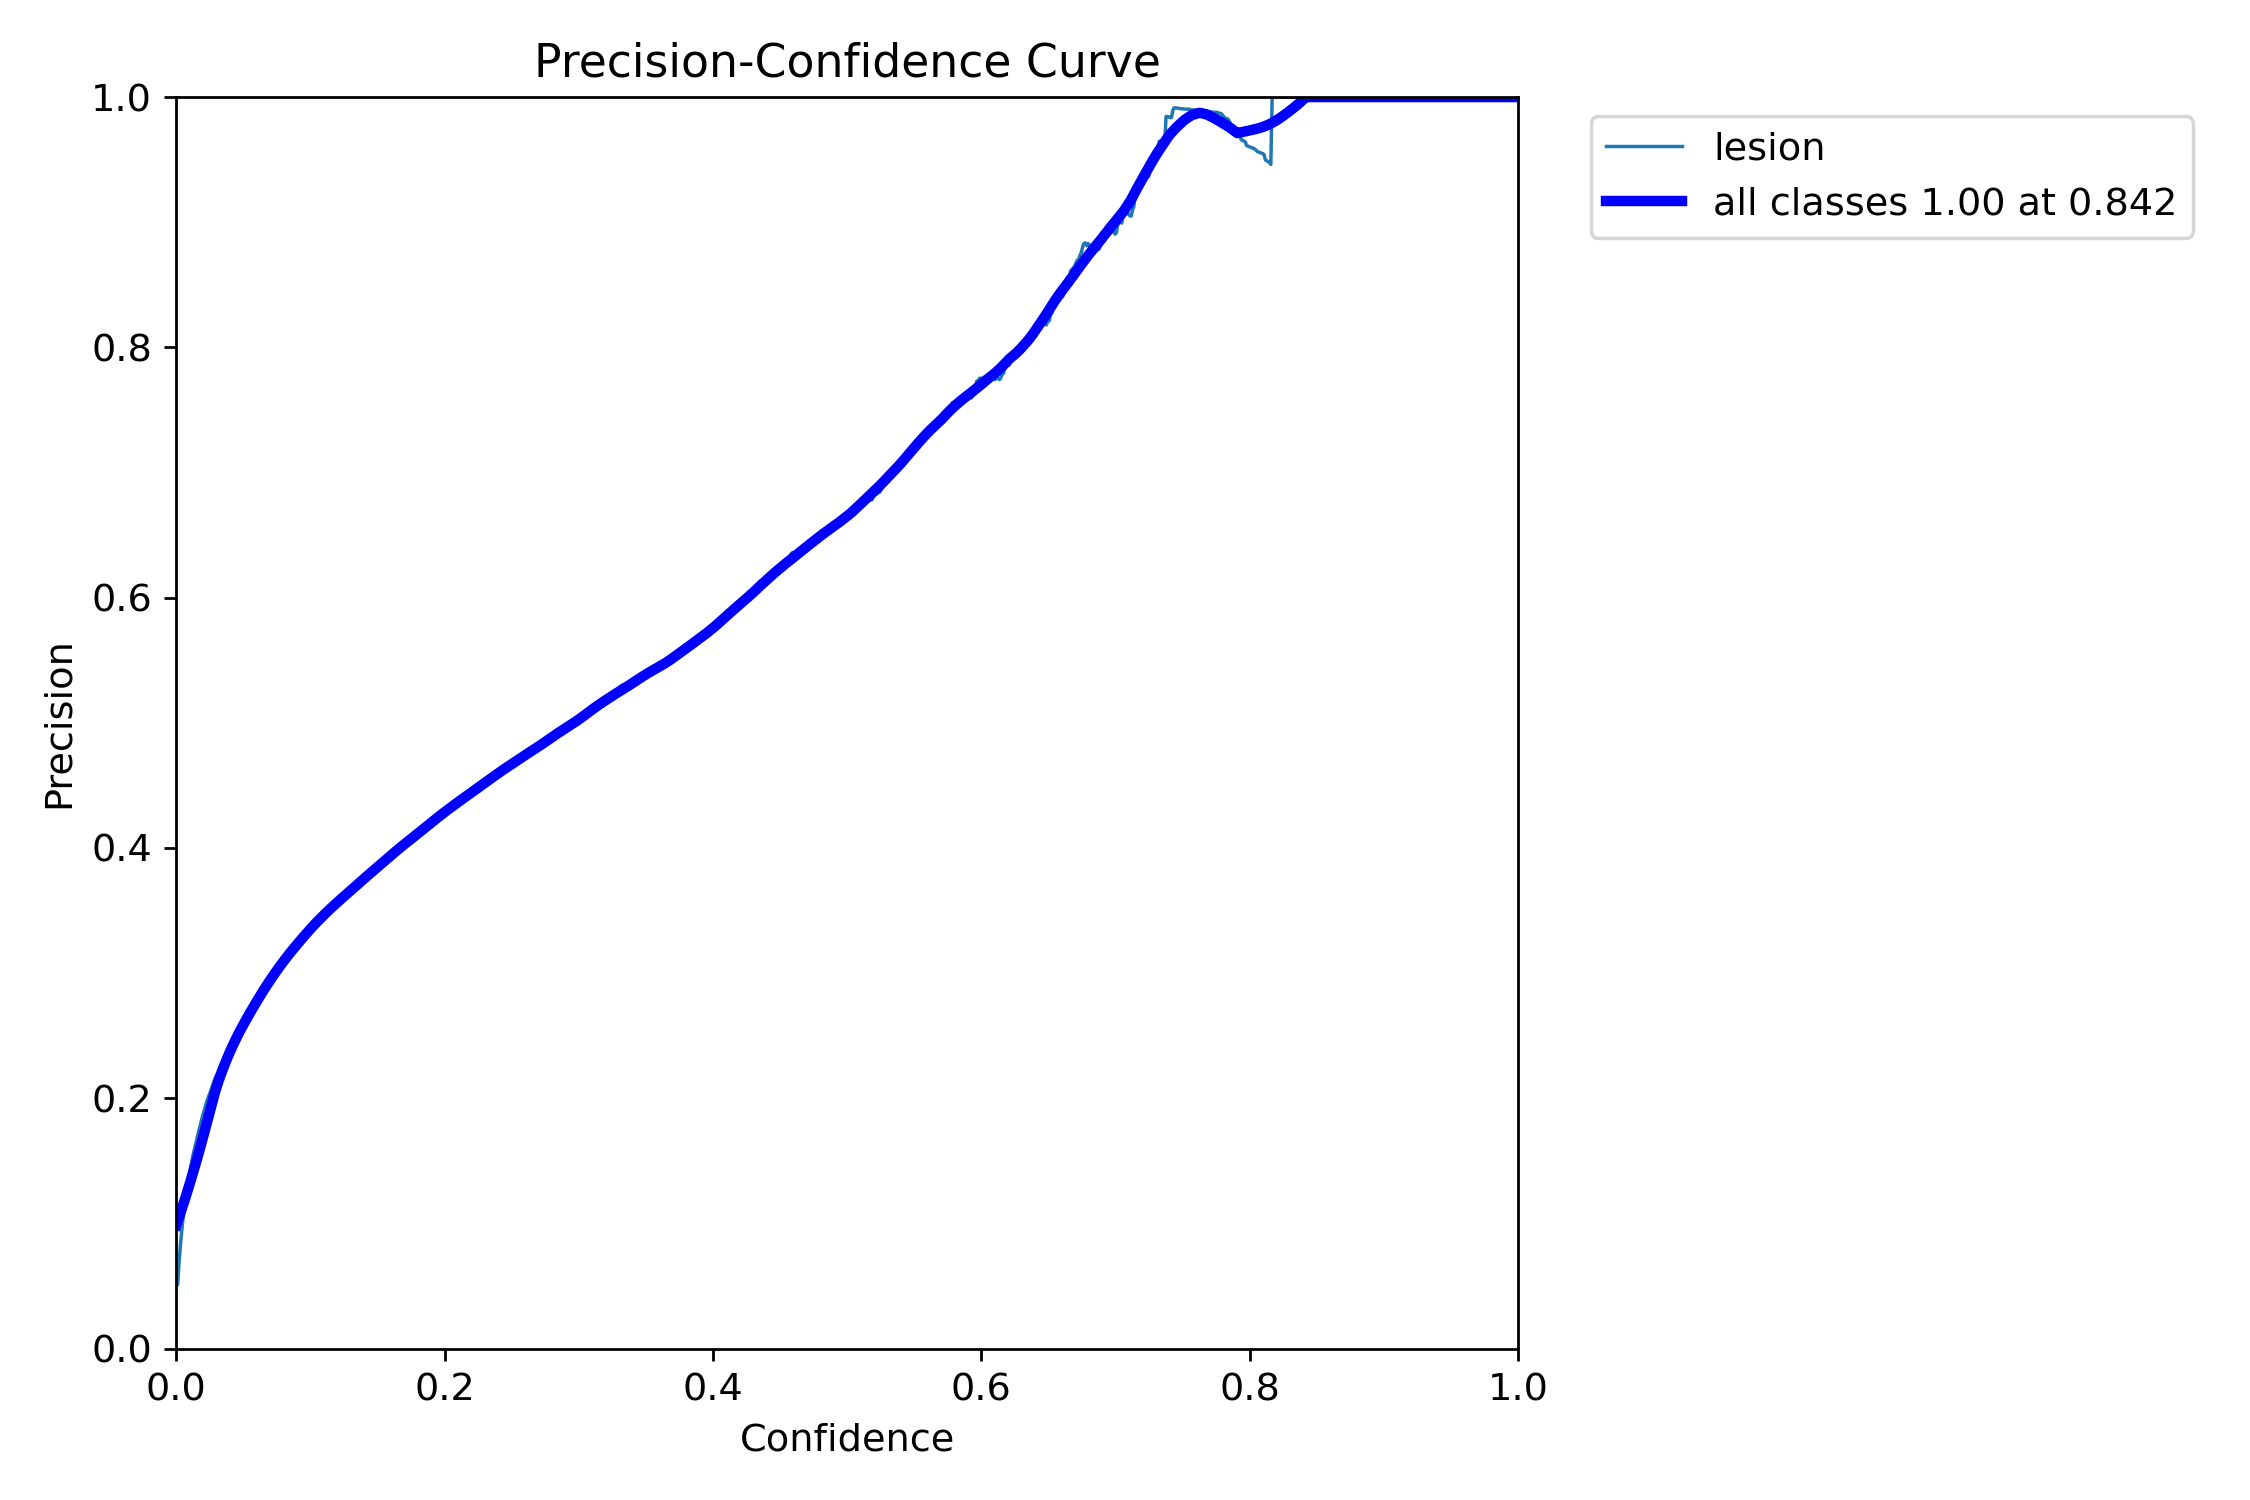 Precision-Confidence Curve
1.0
0.8
0.6
0.4
0.2
0.0
Precision
0.0 0.2 0.4 0.6 0.8 1.0
Confidence
lesion
all classes 1.00 at 0.842